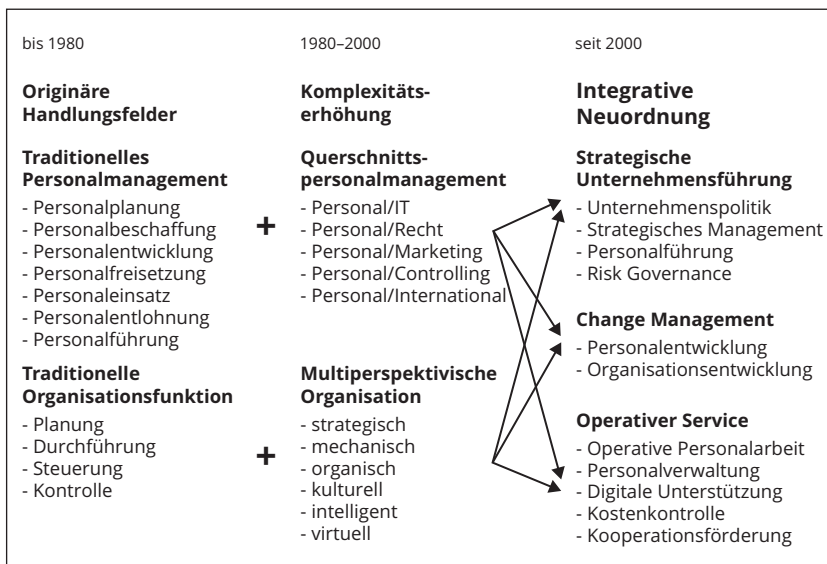 bis 1980
Originäre
Handlungsfelder
Traditionelles
Personalmanagement
- Personalplanung
- Personalbeschaffung
- Personalentwicklung
- Personalfreisetzung
- Personaleinsatz
- Personalentlohnung
- Personalführung
Traditionelle
Organisationsfunktion
- Planung
- Durchführung
- Steuerung
- Kontrolle
+
+
1980–2000
Komplexitäts-
erhöhung
Querschnitts-
personalmanagement
- Personal/IT
- Personal/Recht
- Personal/Marketing
- Personal/Controlling
- Personal/International
Multiperspektivische
Organisation
- strategisch
- mechanisch
- organisch
- kulturell
- intelligent
- virtuell
seit 2000
Integrative
Neuordnung
Strategische
Unternehmensführung
- Unternehmenspolitik
- Strategisches Management
- Personalführung
- Risk Governance
Change Management
- Personalentwicklung
- Organisationsentwicklung
Operativer Service
- Operative Personalarbeit
- Personalverwaltung
- Digitale Unterstützung
- Kostenkontrolle
- Kooperationsförderung